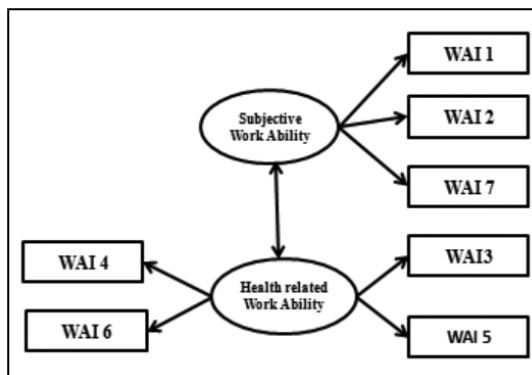 WAI 1
Subjective
Work Ability
WAI 2
WAI 7
WAI 4
WAI3
Health related
Work Ability
WAI 6
WAI 5